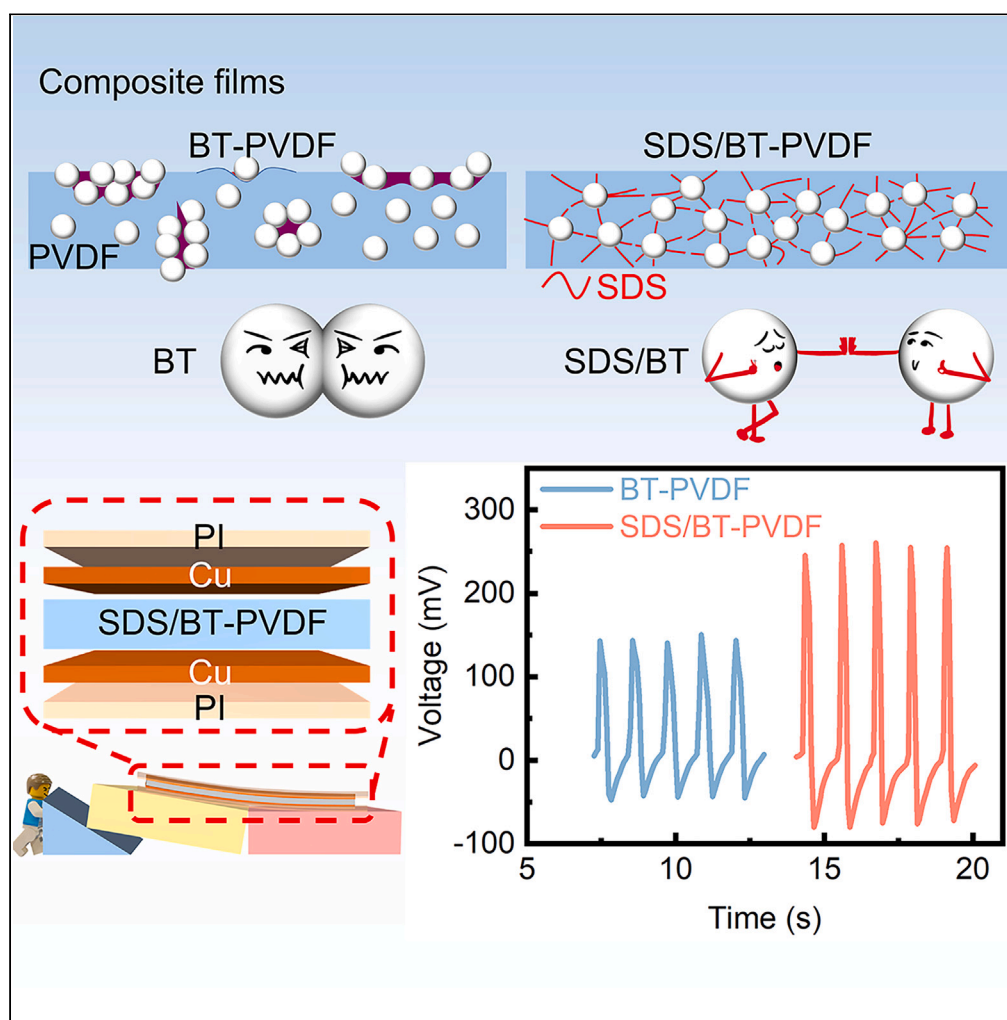 Composite films
BT-PVDF
SDS/BT-PVDF
PVDF
SDS
BT
SDS/BT
PI
Cu
SDS/BT-PVDF
Cu
PI
BT-PVDF
SDS/BT-PVDF
Voltage (mV)
300
200
100
0
-100
5
10
15
20
Time (s)